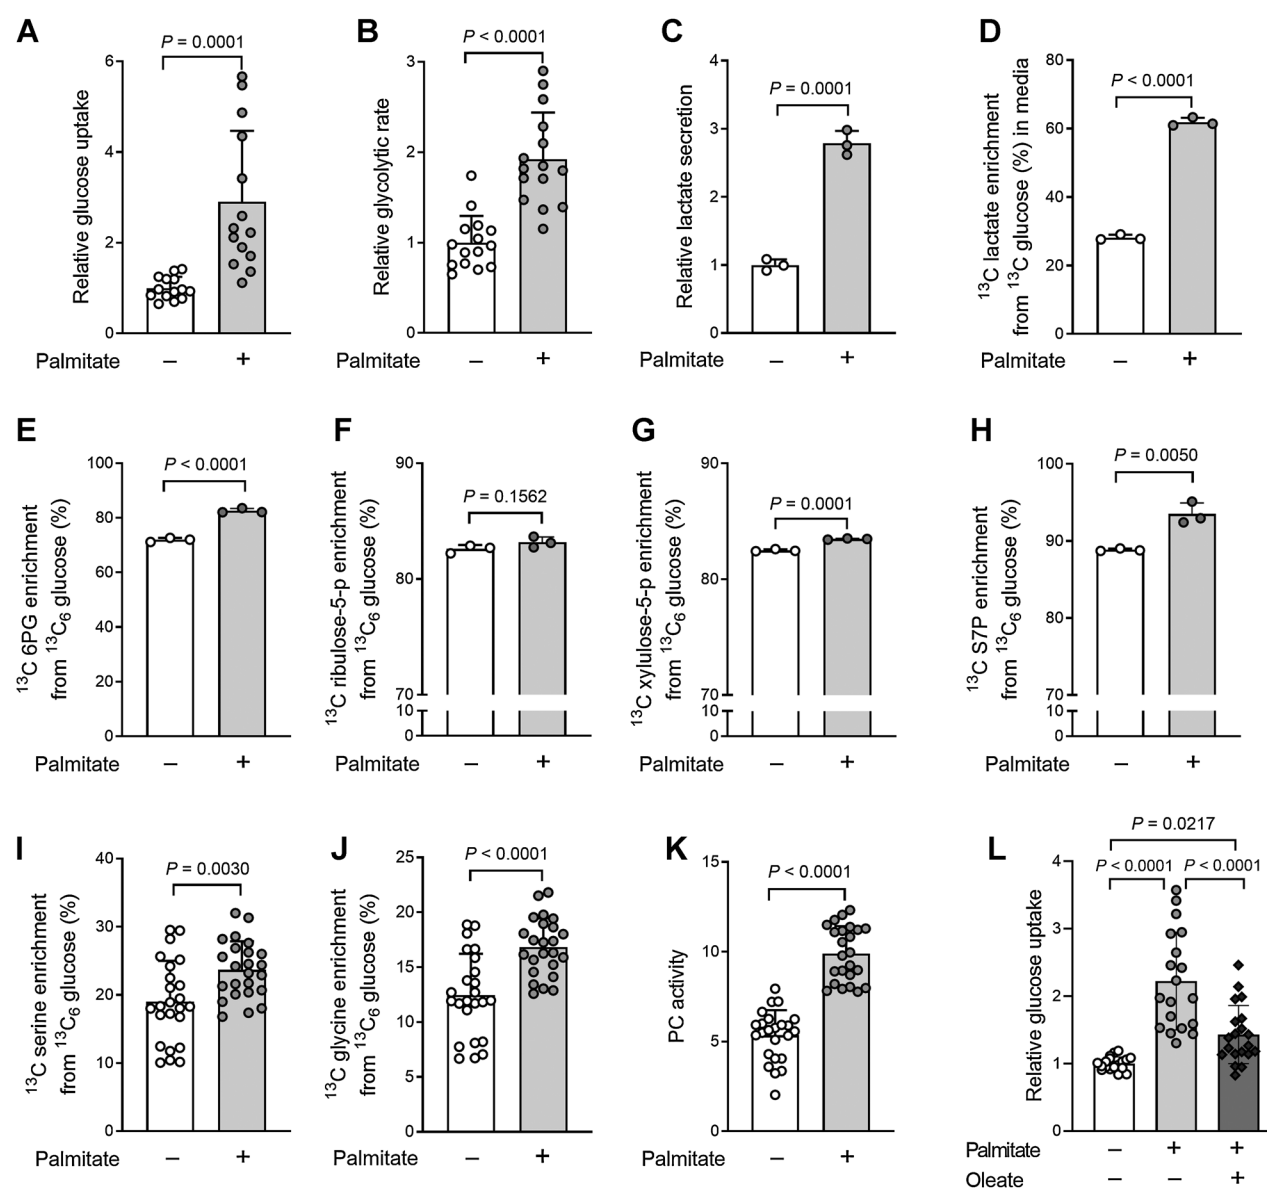 A
P = 0.0001
Relative glucose uptake
6
4
2
0
Palmitate – +
B
P < 0.0001
Relative glycolytic rate
3
2
1
0
Palmitate – +
C
P = 0.0001
Relative lactate secretion
4
3
2
1
0
Palmitate – +
D
P < 0.0001
¹³C lactate enrichment
from ¹³C glucose (%) in media
80
60
40
20
0
Palmitate – +
E
P < 0.0001
¹³C 6PG enrichment
from ¹³C₆ glucose (%)
100
80
60
40
20
0
Palmitate – +
F
P = 0.1562
¹³C ribulose-5-p enrichment
from ¹³C₆ glucose (%)
90
80
70
10
0
Palmitate – +
G
P = 0.0001
¹³C xylulose-5-p enrichment
from ¹³C₆ glucose (%)
90
80
70
10
0
Palmitate – +
H
P = 0.0050
¹³C S7P enrichment
from ¹³C₆ glucose (%)
100
90
80
70
10
0
Palmitate – +
I
P = 0.0030
¹³C serine enrichment
from ¹³C₆ glucose (%)
40
30
20
10
0
Palmitate – +
J
P < 0.0001
¹³C glycine enrichment
from ¹³C₆ glucose (%)
25
20
15
10
5
0
Palmitate – +
K
P < 0.0001
PC activity
15
10
5
0
Palmitate – +
L
P = 0.0217
P < 0.0001 P < 0.0001
Relative glucose uptake
4
3
2
1
0
Palmitate – + +
Oleate – – +